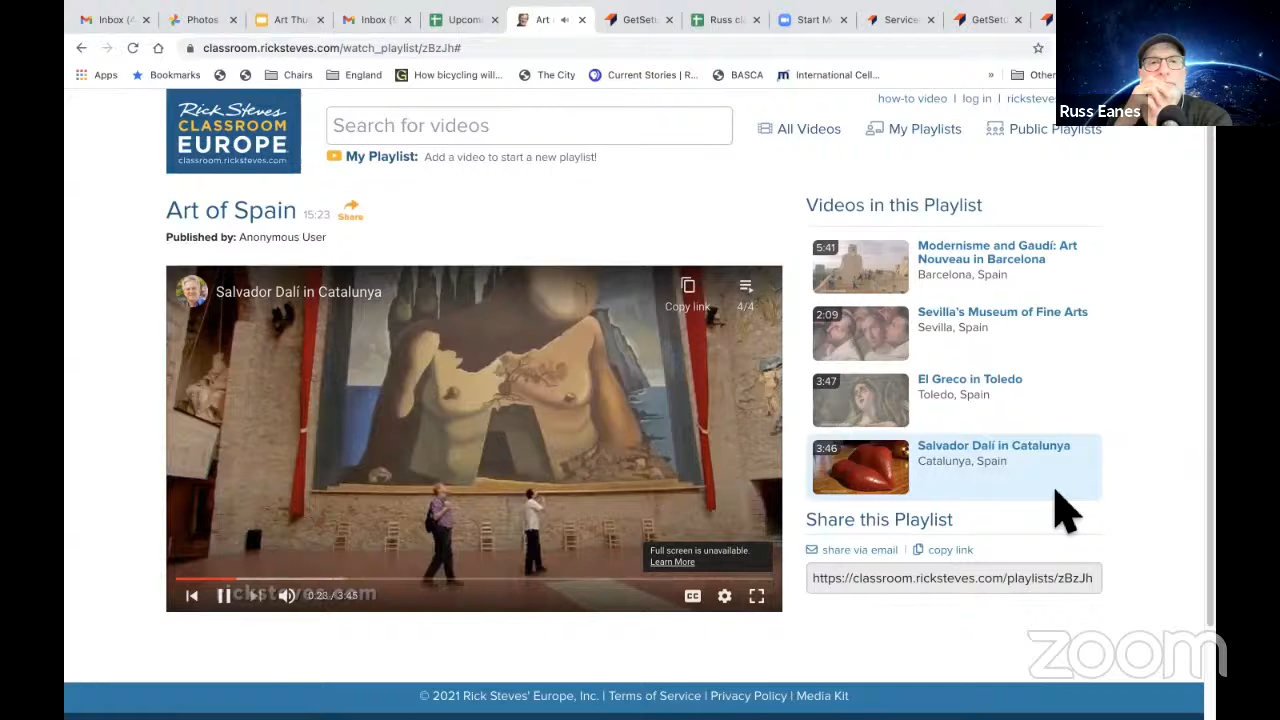 Inbox (4
Photos
Art Thu
Inbox (
Upcom
Art
GetSetu
Russ cl
Start M
Service
GetSetu
classroom.ricksteves.com/watch_playlist/zBzJh#
Apps
Bookmarks
Chairs
England
How bicycling will...
The City
Current Stories | R...
BASCA
International Cell...
»
Other
Russ Eanes
Rick Steves
CLASSROOM
EUROPE
classroom.ricksteves.com
Search for videos
My Playlist: Add a video to start a new playlist!
how-to video | log in | ricksteve
All Videos
My Playlists
Public Playlists
Art of Spain 15:23
Share
Published by: Anonymous User
Salvador Dalí in Catalunya
Copy link
4/4
Full screen is unavailable.
Learn More
ricksteves.com
0:23 / 3:45
CC
Videos in this Playlist
5:41
Modernisme and Gaudí: Art
Nouveau in Barcelona
Barcelona, Spain
2:09
Sevilla's Museum of Fine Arts
Sevilla, Spain
3:47
El Greco in Toledo
Toledo, Spain
3:46
Salvador Dalí in Catalunya
Catalunya, Spain
Share this Playlist
share via email | copy link
https://classroom.ricksteves.com/playlists/zBzJh
zoom
© 2021 Rick Steves' Europe, Inc. | Terms of Service | Privacy Policy | Media Kit